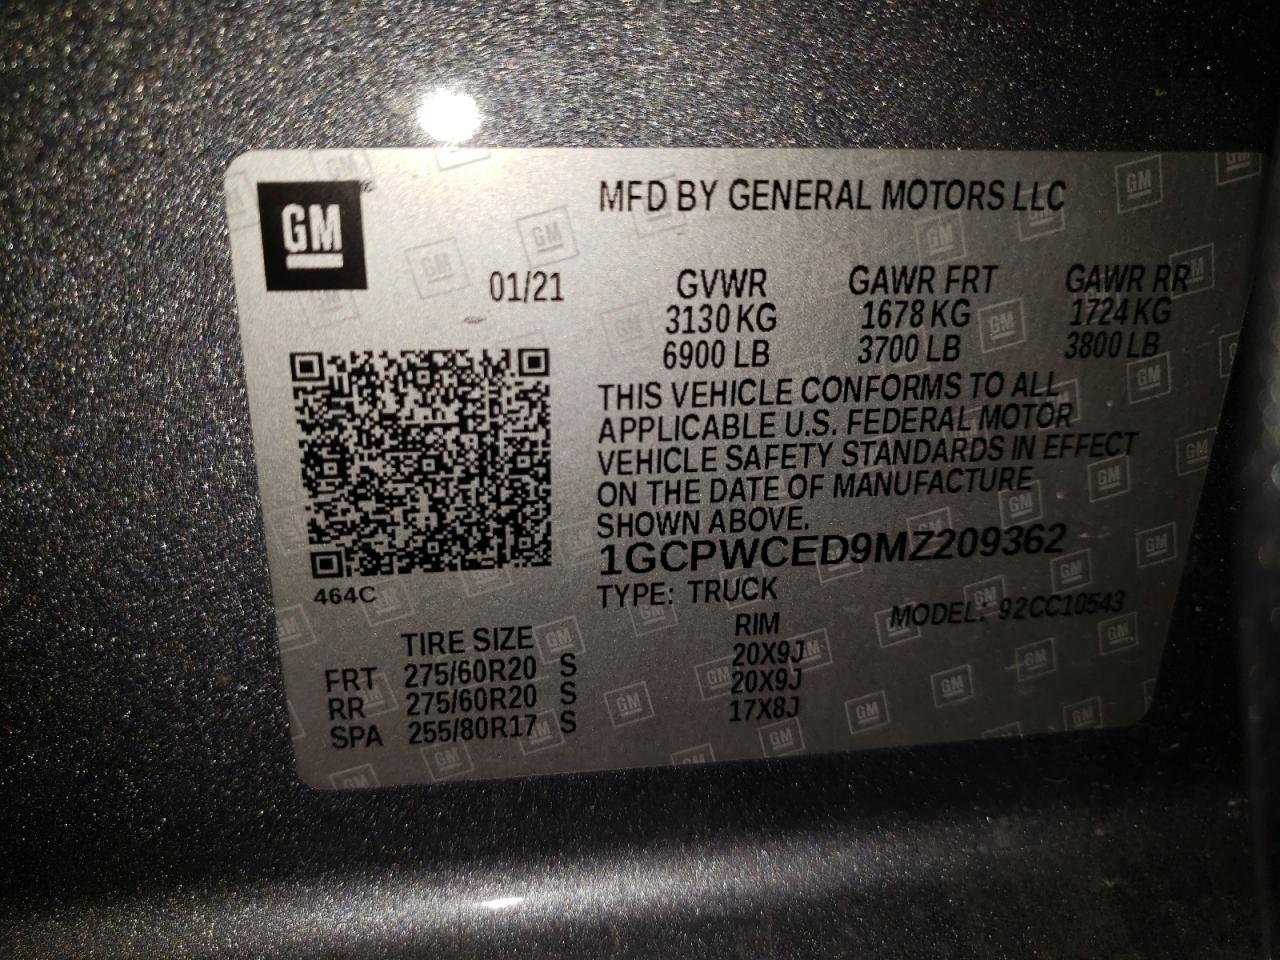 GM
MFD BY GENERAL MOTORS LLC
01/21
GVWR GAWR FRT GAWR RR
3130 KG 1678 KG 1724 KG
6900 LB 3700 LB 3800 LB
THIS VEHICLE CONFORMS TO ALL
APPLICABLE U.S. FEDERAL MOTOR
VEHICLE SAFETY STANDARDS IN EFFECT
ON THE DATE OF MANUFACTURE
SHOWN ABOVE.
1GCPWCED9MZ209362
464C
TYPE: TRUCK
MODEL: 92CC10543
TIRE SIZE RIM
FRT 275/60R20 S 20X9J
RR 275/60R20 S 20X9J
SPA 255/80R17 S 17X8J